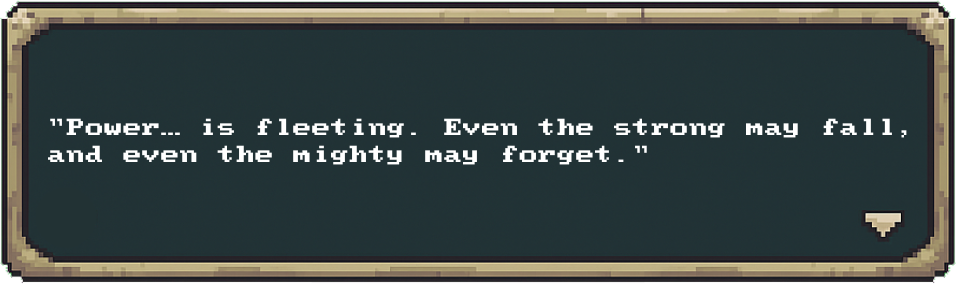 "Power… is fleeting. Even the strong may fall,
and even the mighty may forget."